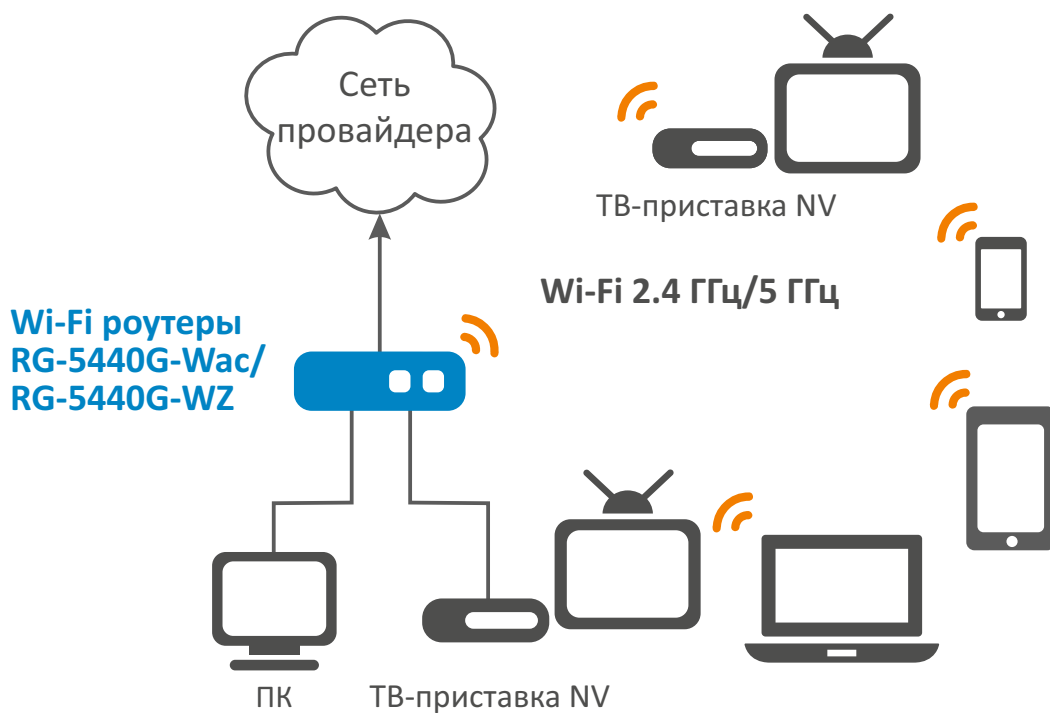 Сеть
провайдера
ТВ-приставка NV
Wi-Fi 2.4 ГГц/5 ГГц
Wi-Fi роутеры
RG-5440G-Wac/
RG-5440G-WZ
ПК
ТВ-приставка NV